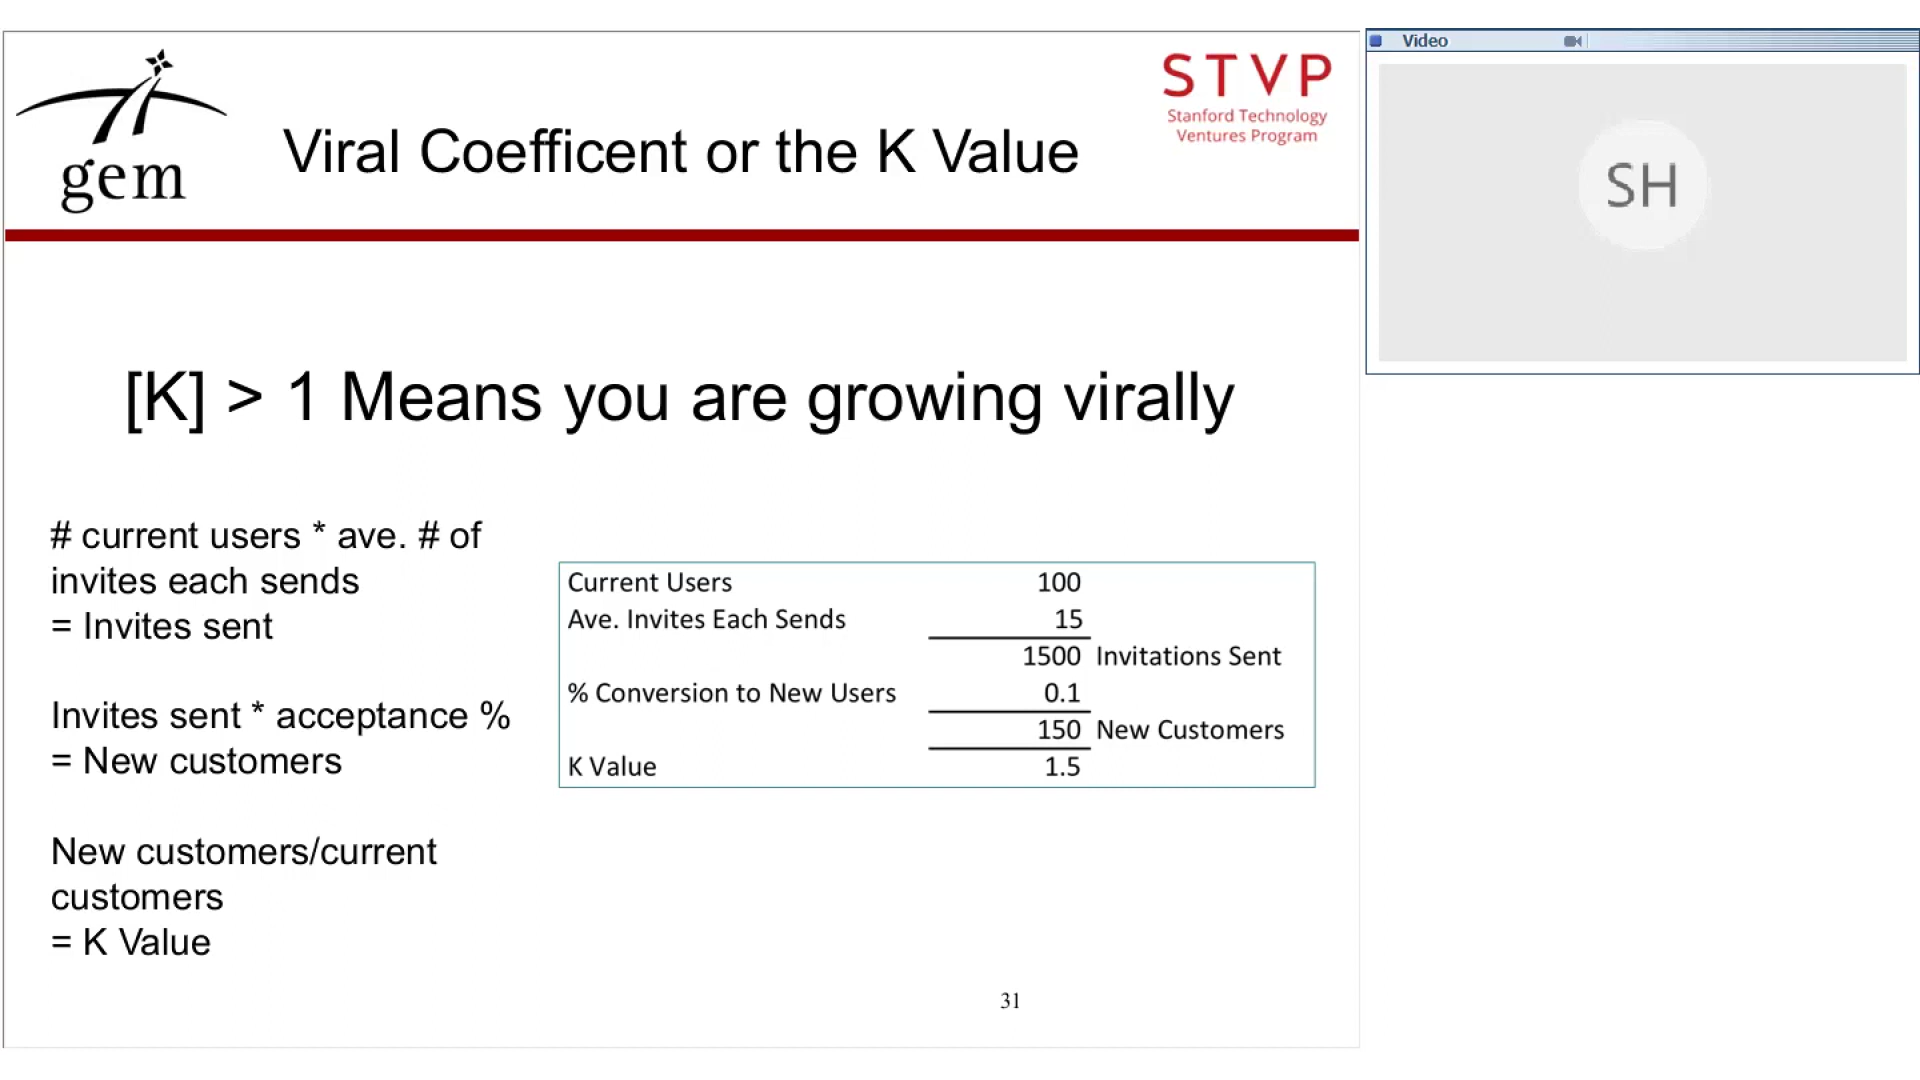 gem
Viral Coefficent or the K Value
STVP
Stanford Technology
Ventures Program
[K] > 1 Means you are growing virally
# current users * ave. # of
invites each sends
= Invites sent
Invites sent * acceptance %
= New customers
New customers/current
customers
= K Value
Current Users 100
Ave. Invites Each Sends 15
1500 Invitations Sent
% Conversion to New Users 0.1
150 New Customers
K Value 1.5
31
Video
SH